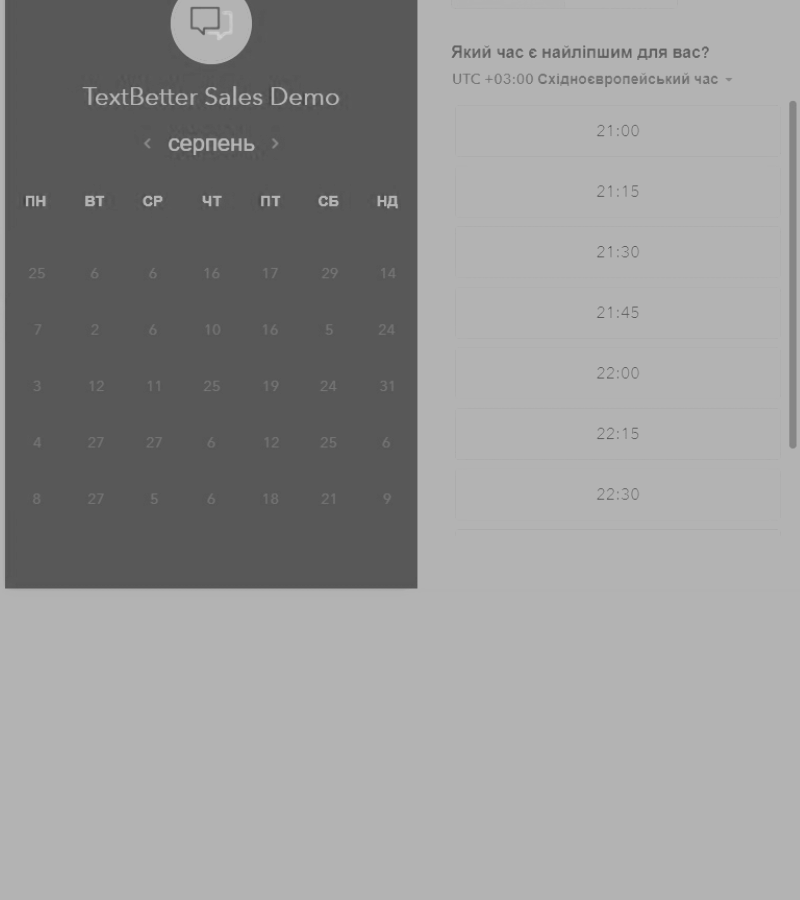 TextBetter Sales Demo
серпень
ПН ВТ СР ЧТ ПТ СБ НД
25 6 6 16 17 29 14
7 2 6 10 16 5 24
3 12 11 25 19 24 31
4 27 27 6 12 25 6
8 27 5 6 18 21 9
Який час є найліпшим для вас?
UTC +03:00 Східноєвропейський час
21:00
21:15
21:30
21:45
22:00
22:15
22:30